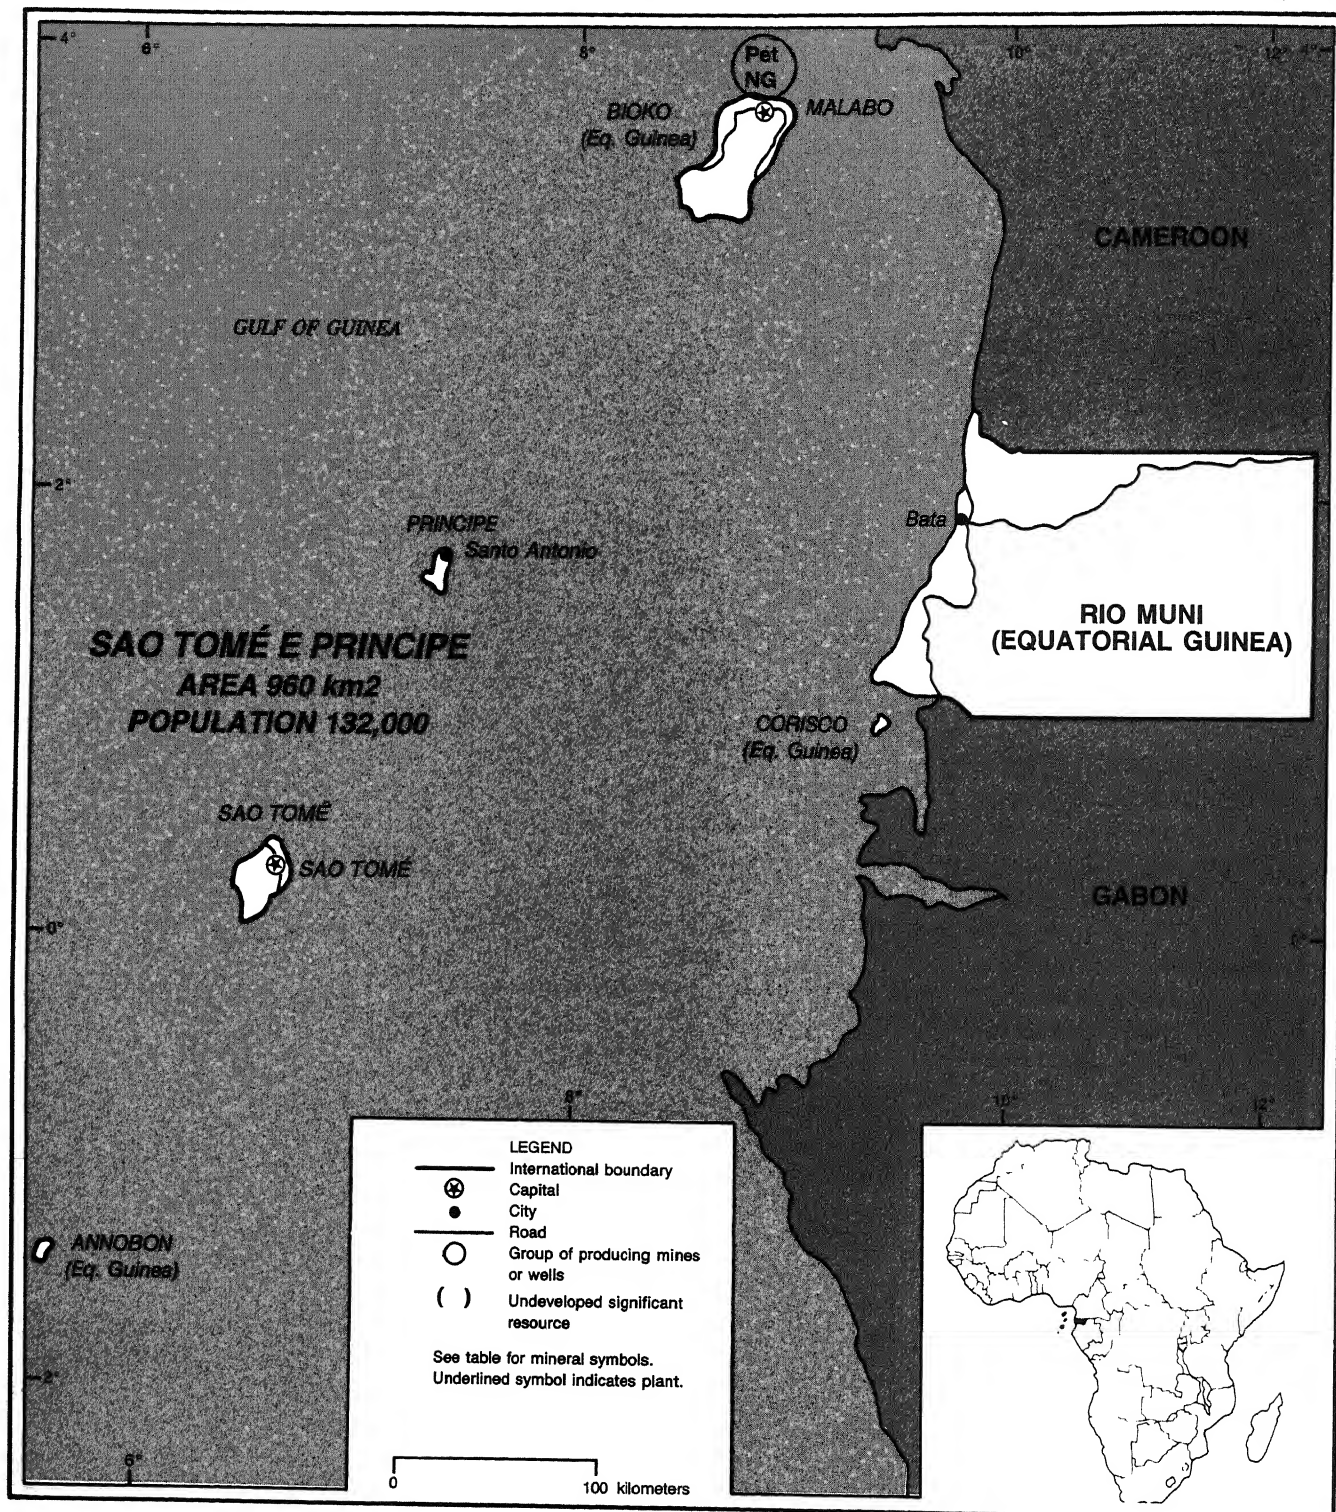 4°
6°
8°
10°
12°
4°
Pet
NG
BIOKO
(Eq. Guinea)
MALABO
CAMEROON
GULF OF GUINEA
2°
PRINCIPE
Santo Antonio
Bata
RIO MUNI
(EQUATORIAL GUINEA)
SAO TOMÉ E PRINCIPE
AREA 960 km2
POPULATION 132,000
CORISCO
(Eq. Guinea)
SAO TOMÉ
SAO TOMÉ
GABON
0°
0°
8°
10°
12°
LEGEND
International boundary
Capital
City
Road
Group of producing mines
or wells
( ) Undeveloped significant
resource
See table for mineral symbols.
Underlined symbol indicates plant.
ANNOBON
(Eq. Guinea)
2°
6°
0
100 kilometers